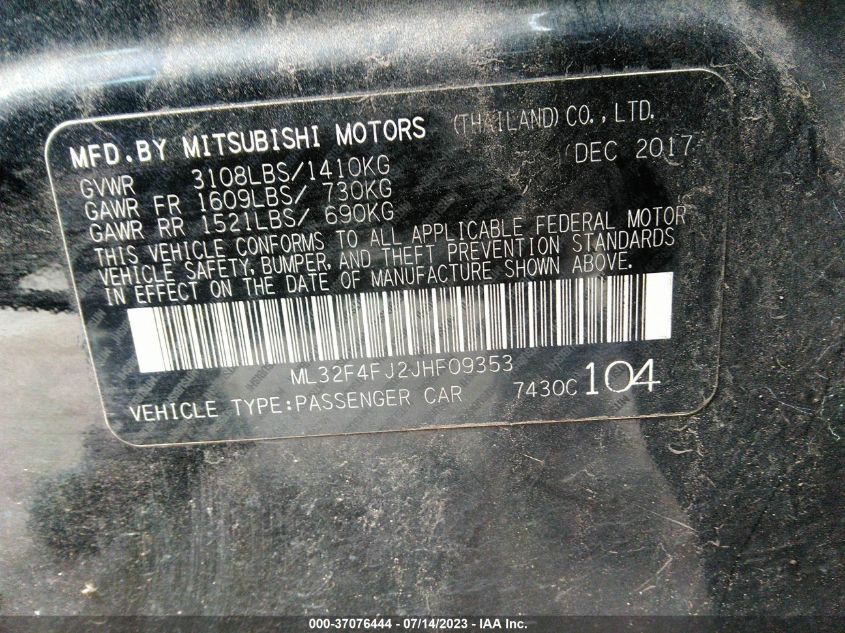 MFD.BY MITSUBISHI MOTORS (THAILAND) CO., LTD.
GVWR 3108LBS/1410KG DEC 2017
GAWR FR 1609LBS/ 730KG
GAWR RR 1521LBS/ 690KG
THIS VEHICLE CONFORMS TO ALL APPLICABLE FEDERAL MOTOR
VEHICLE SAFETY, BUMPER, AND THEFT PREVENTION STANDARDS
IN EFFECT ON THE DATE OF MANUFACTURE SHOWN ABOVE.
ML32F4FJ2JHF09353
VEHICLE TYPE:PASSENGER CAR 7430C 104
000-37076444 - 07/14/2023 - IAA Inc.